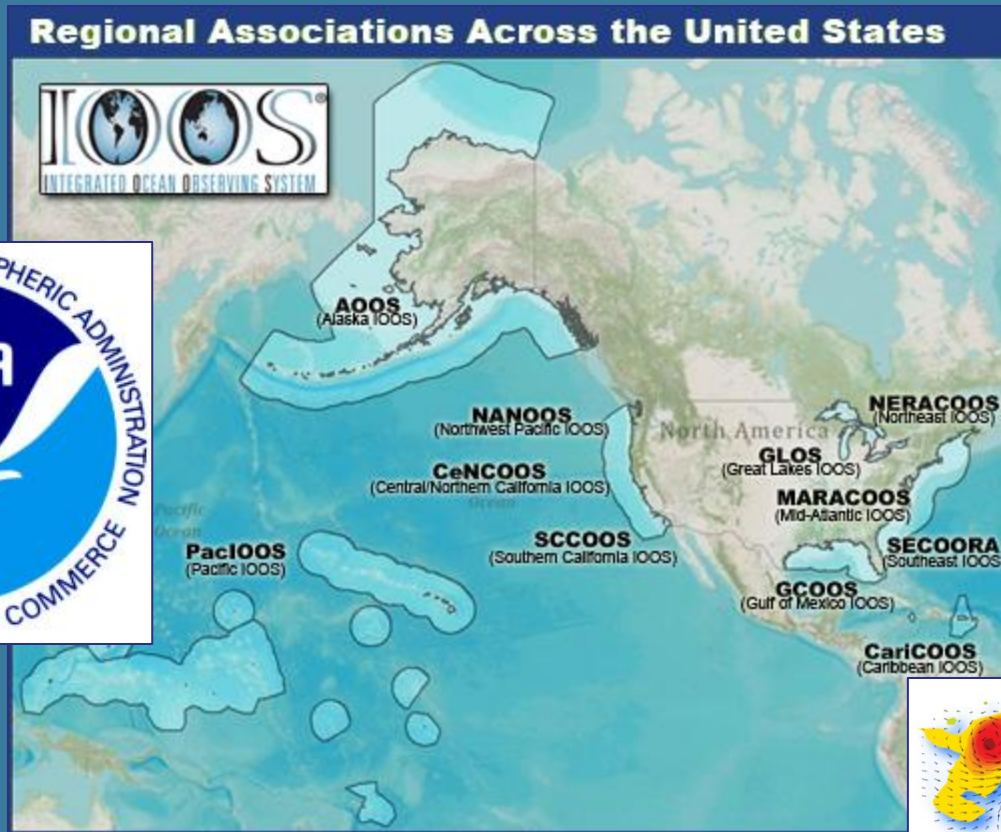 Regional Associations Across the United States
IOOS®
INTEGRATED OCEAN OBSERVING SYSTEM
PHERIC ADMINISTRATION
COMMERCE
AOOS
(Alaska IOOS)
NANOOS
(Northwest Pacific IOOS)
North America
NERACOOS
(Northeast IOOS)
GLOS
(Great Lakes IOOS)
CeNCOOS
(Central/Northern California IOOS)
MARACOOS
(Mid-Atlantic IOOS)
Pacific
Ocean
Ocean
PacIOOS
(Pacific IOOS)
SCCOOS
(Southern California IOOS)
SECOORA
(Southeast IOOS
GCOOS
(Gulf of Mexico IOOS)
CariCOOS
(Caribbean IOOS)